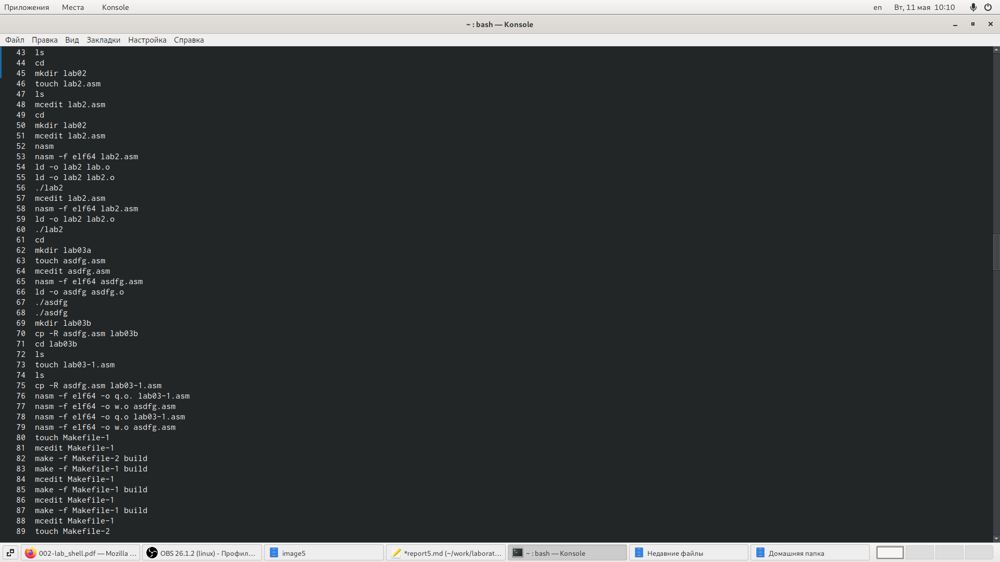 Приложения Места Konsole en Вт, 11 мая 10:10
~ : bash — Konsole
Файл Правка Вид Закладки Настройка Справка
43 ls
44 cd
45 mkdir lab02
46 touch lab2.asm
47 ls
48 mcedit lab2.asm
49 cd
50 mkdir lab02
51 mcedit lab2.asm
52 nasm
53 nasm -f elf64 lab2.asm
54 ld -o lab2 lab.o
55 ld -o lab2 lab2.o
56 ./lab2
57 mcedit lab2.asm
58 nasm -f elf64 lab2.asm
59 ld -o lab2 lab2.o
60 ./lab2
61 cd
62 mkdir lab03a
63 touch asdfg.asm
64 mcedit asdfg.asm
65 nasm -f elf64 asdfg.asm
66 ld -o asdfg asdfg.o
67 ./asdfg
68 ./asdfg
69 mkdir lab03b
70 cp -R asdfg.asm lab03b
71 cd lab03b
72 ls
73 touch lab03-1.asm
74 ls
75 cp -R asdfg.asm lab03-1.asm
76 nasm -f elf64 -o q.o. lab03-1.asm
77 nasm -f elf64 -o w.o asdfg.asm
78 nasm -f elf64 -o q.o lab03-1.asm
79 nasm -f elf64 -o w.o asdfg.asm
80 touch Makefile-1
81 mcedit Makefile-1
82 make -f Makefile-2 build
83 make -f Makefile-1 build
84 mcedit Makefile-1
85 make -f Makefile-1 build
86 mcedit Makefile-1
87 make -f Makefile-1 build
88 mcedit Makefile-1
89 touch Makefile-2
002-lab_shell.pdf — Mozilla ... OBS 26.1.2 (linux) - Профил... image5 *report5.md (~/work/laborat... ~ : bash — Konsole Недавние файлы Домашняя папка